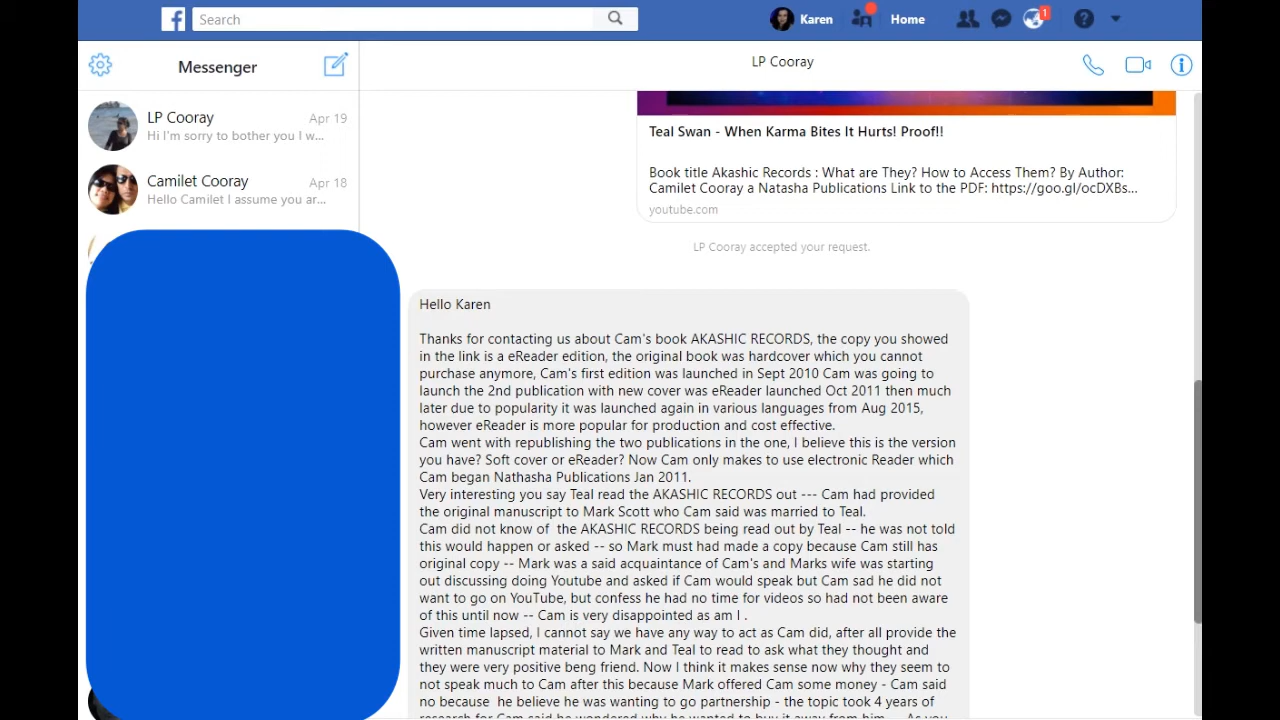 f
Search
Karen
Home
1
?
Messenger
LP Cooray
LP Cooray
Apr 19
Hi I'm sorry to bother you I w...
Camilet Cooray
Apr 18
Hello Camilet I assume you ar...
Teal Swan - When Karma Bites It Hurts! Proof!!
Book title Akashic Records : What are They? How to Access Them? By Author:
Camilet Cooray a Natasha Publications Link to the PDF: https://goo.gl/ocDXBs...
youtube.com
LP Cooray accepted your request.
Hello Karen
Thanks for contacting us about Cam's book AKASHIC RECORDS, the copy you showed
in the link is a eReader edition, the original book was hardcover which you cannot
purchase anymore, Cam's first edition was launched in Sept 2010 Cam was going to
launch the 2nd publication with new cover was eReader launched Oct 2011 then much
later due to popularity it was launched again in various languages from Aug 2015,
however eReader is more popular for production and cost effective.
Cam went with republishing the two publications in the one, I believe this is the version
you have? Soft cover or eReader? Now Cam only makes to use electronic Reader which
Cam began Nathasha Publications Jan 2011.
Very interesting you say Teal read the AKASHIC RECORDS out --- Cam had provided
the original manuscript to Mark Scott who Cam said was married to Teal.
Cam did not know of the AKASHIC RECORDS being read out by Teal -- he was not told
this would happen or asked -- so Mark must had made a copy because Cam still has
original copy -- Mark was a said acquaintance of Cam's and Marks wife was starting
out discussing doing Youtube and asked if Cam would speak but Cam sad he did not
want to go on YouTube, but confess he had no time for videos so had not been aware
of this until now -- Cam is very disappointed as am I .
Given time lapsed, I cannot say we have any way to act as Cam did, after all provide the
written manuscript material to Mark and Teal to read to ask what they thought and
they were very positive beng friend. Now I think it makes sense now why they seem to
not speak much to Cam after this because Mark offered Cam some money - Cam said
no because he believe he was wanting to go partnership - the topic took 4 years of
research for Cam said he wondered why he wanted to buy it away from him ... As you